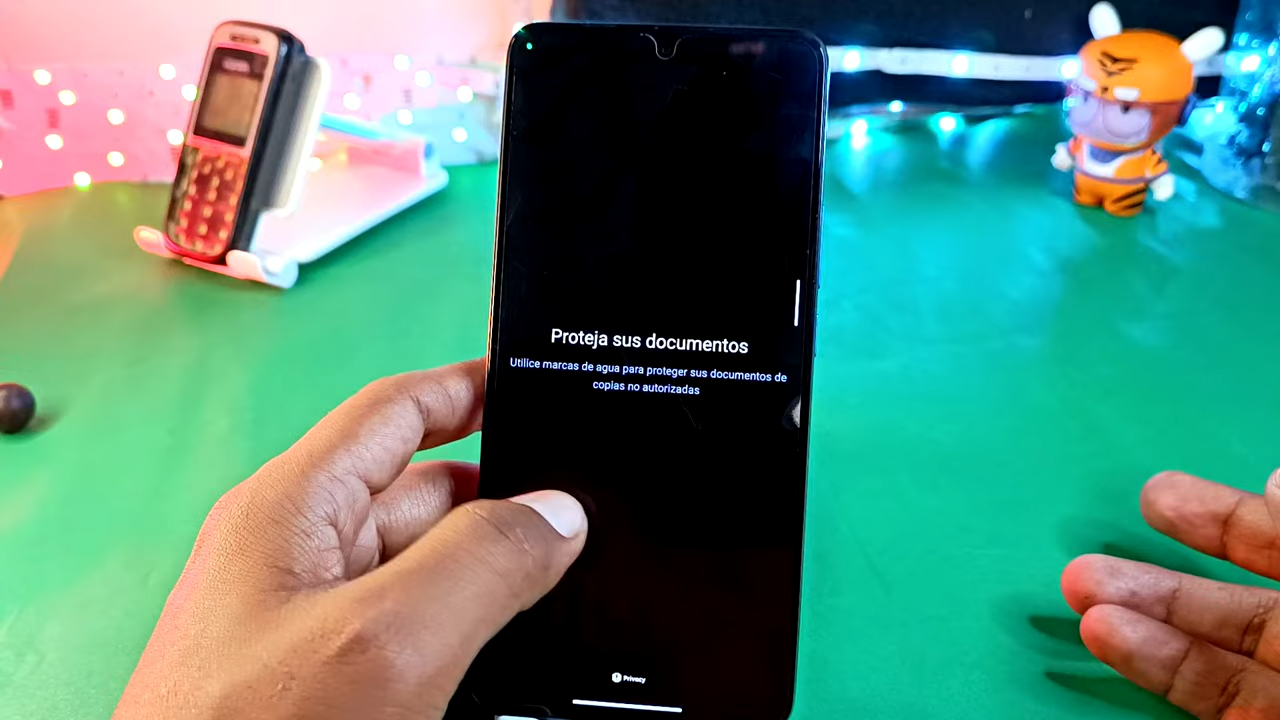 Proteja sus documentos
Utilice marcas de agua para proteger sus documentos de
copias no autorizadas
Privacy